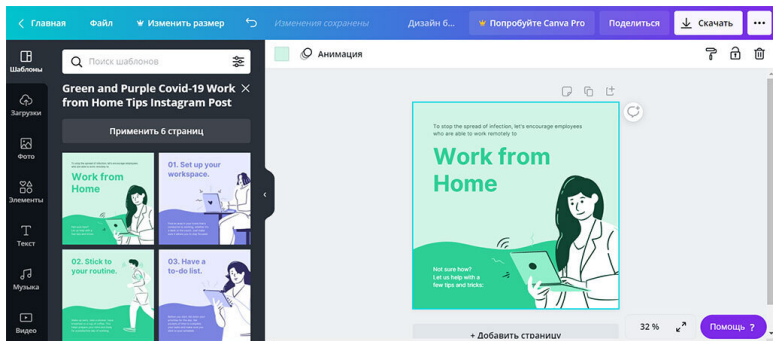 Главная
Файл
Изменить размер
Изменения сохранены
Дизайн б...
Попробуйте Canva Pro
Поделиться
Скачать
Шаблоны
Загрузки
Фото
Элементы
Текст
Музыка
Видео
Поиск шаблонов
Green and Purple Covid-19 Work
from Home Tips Instagram Post
Применить 6 страниц
Work from
Home
01. Set up your
workspace.
02. Stick to
your routine.
03. Have a
to-do list.
Анимация
To stop the spread of infection, let's encourage employees
who are able to work remotely to
Work from
Home
Not sure how?
Let us help with a
few tips and tricks:
+ Добавить страницу
32 %
Помощь ?